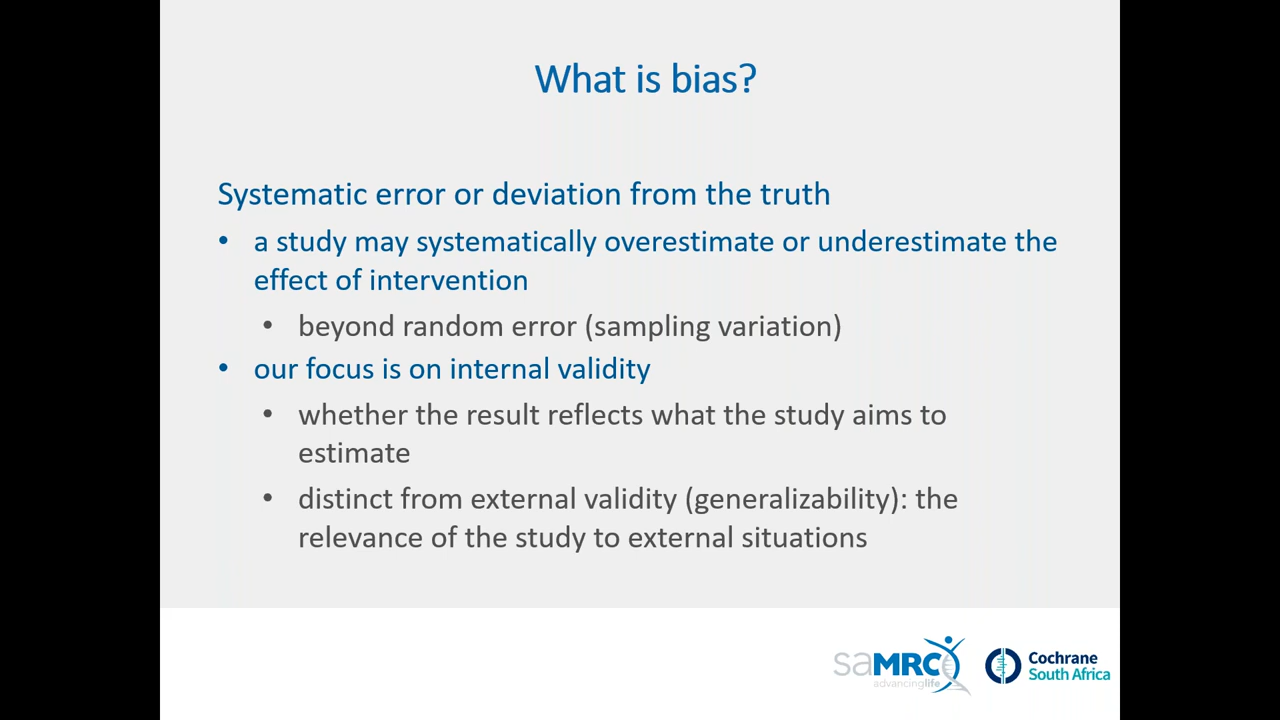 What is bias?
Systematic error or deviation from the truth
• a study may systematically overestimate or underestimate the
effect of intervention
• beyond random error (sampling variation)
• our focus is on internal validity
• whether the result reflects what the study aims to
estimate
• distinct from external validity (generalizability): the
relevance of the study to external situations
saMRC
advancinglife
Cochrane
South Africa